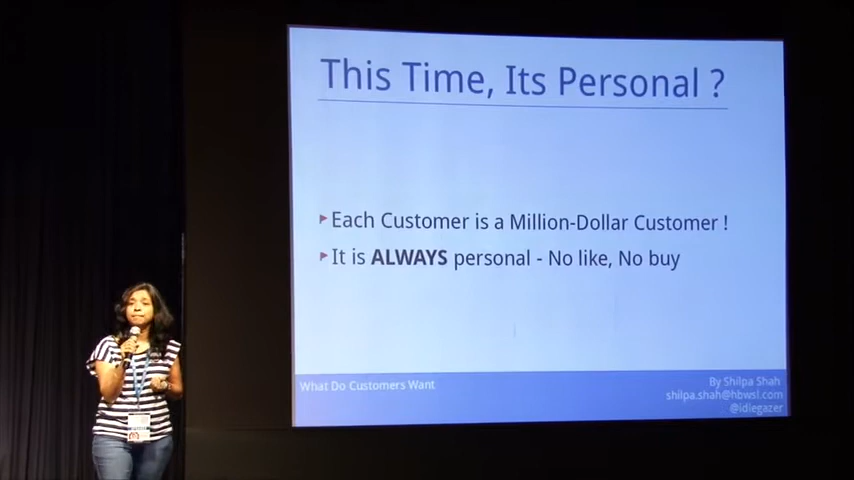 This Time, Its Personal ?
Each Customer is a Million-Dollar Customer !
It is ALWAYS personal - No like, No buy
What Do Customers Want
By Shilpa Shah
shilpa.shah@hbwsl.com
@idlegazer